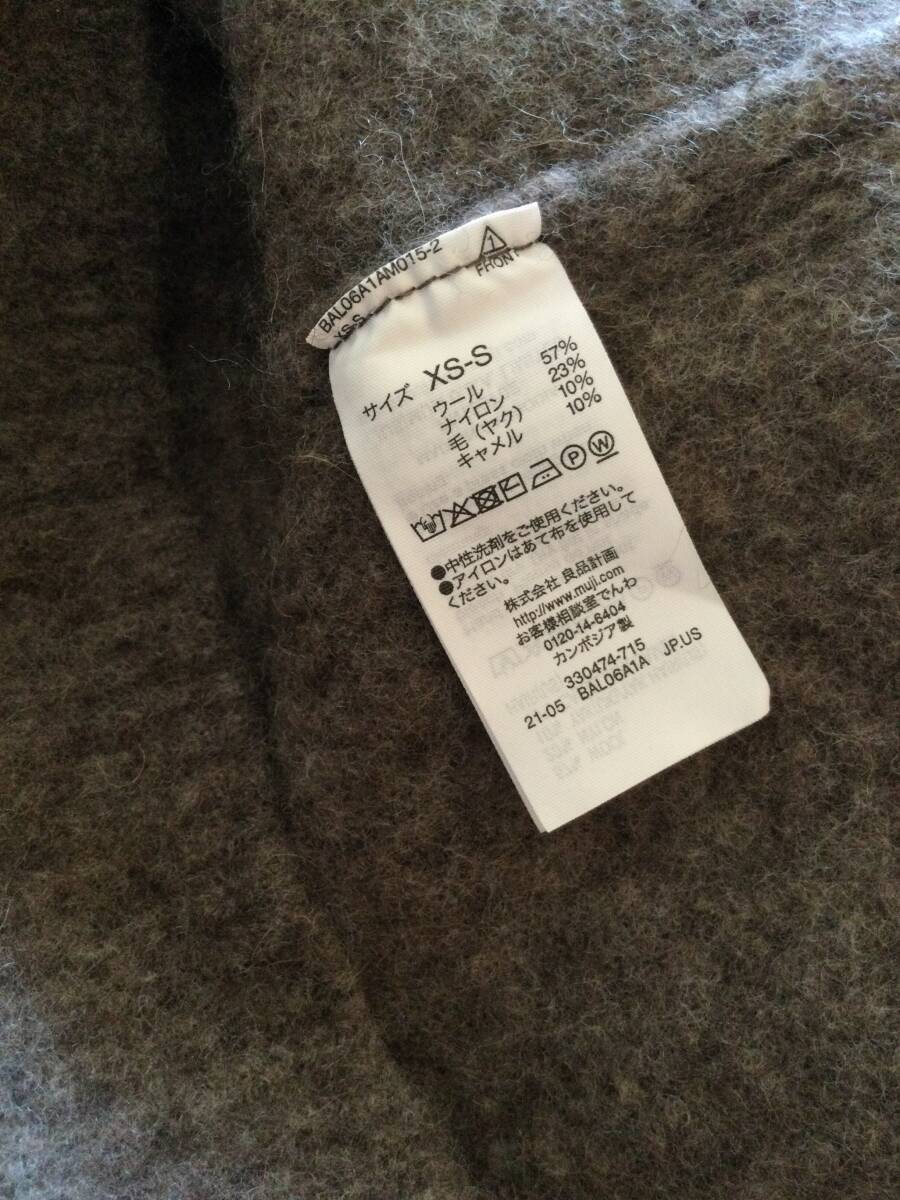 BAL06A1AM015-2
XS-S
1
FRONT
サイズ XS-S
ウール 57%
ナイロン 23%
毛(ヤク) 10%
キャメル 10%
P W
●中性洗剤をご使用ください。
●アイロンはあて布を使用して
ください。
株式会社 良品計画
http://www.muji.com
お客様相談室でんわ
0120-14-6404
カンボジア製
330474-715
21-05 BAL06A1A JP.US